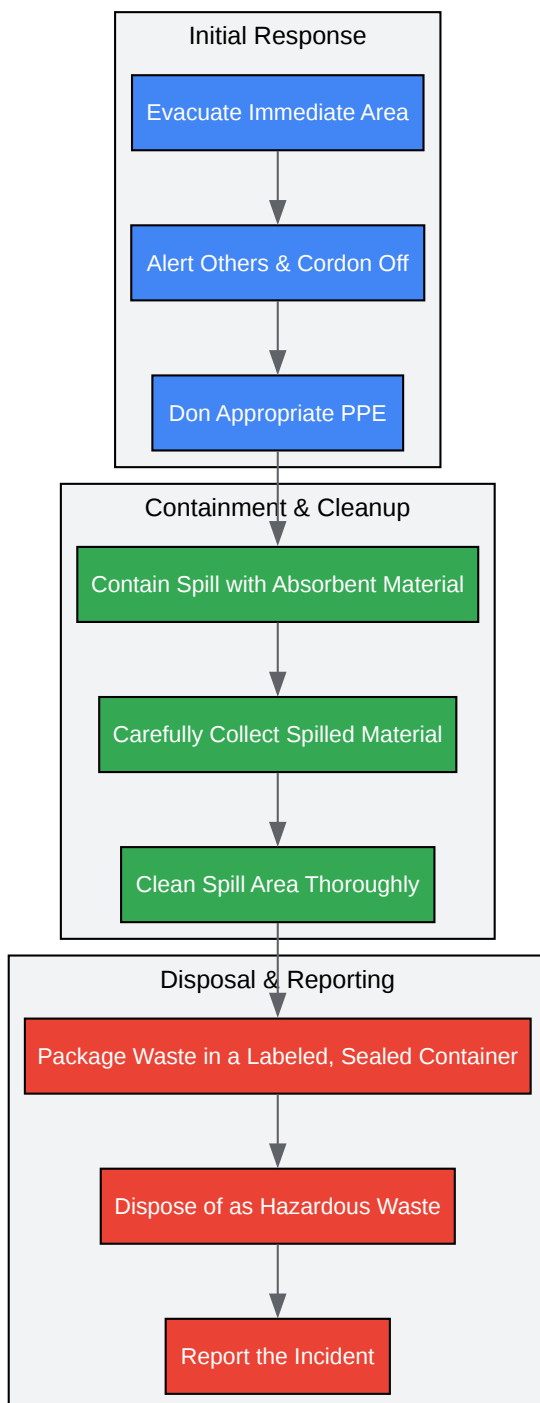 Initial Response
Evacuate Immediate Area
Alert Others & Cordon Off
Don Appropriate PPE
Containment & Cleanup
Contain Spill with Absorbent Material
Carefully Collect Spilled Material
Clean Spill Area Thoroughly
Disposal & Reporting
Package Waste in a Labeled, Sealed Container
Dispose of as Hazardous Waste
Report the Incident